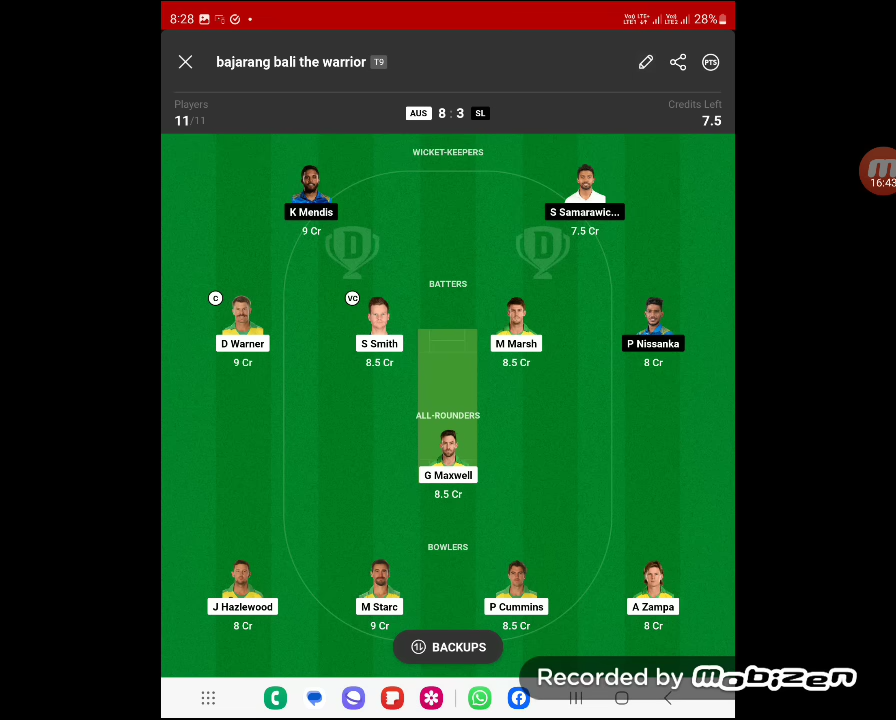 8:28 28%
bajarang bali the warrior T9 PTS
Players Credits Left
11/11 AUS 8 : 3 SL 7.5
WICKET-KEEPERS
K Mendis S Samarawic...
9 Cr 7.5 Cr
BATTERS
C VC
D Warner S Smith M Marsh P Nissanka
9 Cr 8.5 Cr 8.5 Cr 8 Cr
ALL-ROUNDERS
G Maxwell
8.5 Cr
BOWLERS
J Hazlewood M Starc P Cummins A Zampa
8 Cr 9 Cr 8.5 Cr 8 Cr
BACKUPS
Recorded by mobizen
16:43